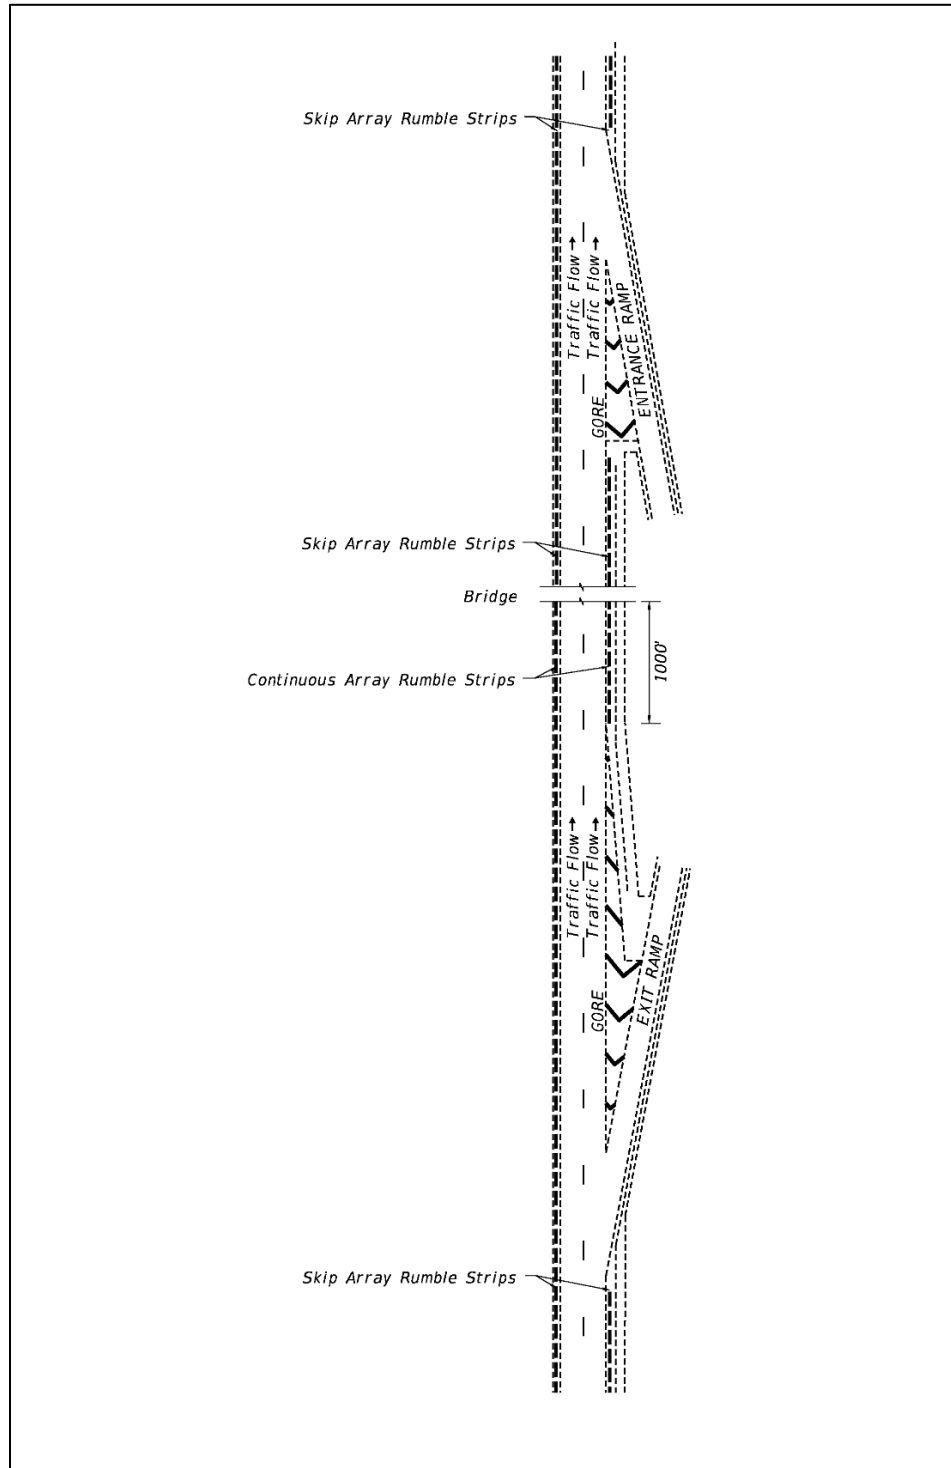 Skip Array Rumble Strips
Traffic Flow
Traffic Flow
ENTRANCE RAMP
GORE
Skip Array Rumble Strips
Bridge
1000'
Continuous Array Rumble Strips
Traffic Flow
Traffic Flow
GORE
EXIT RAMP
Skip Array Rumble Strips